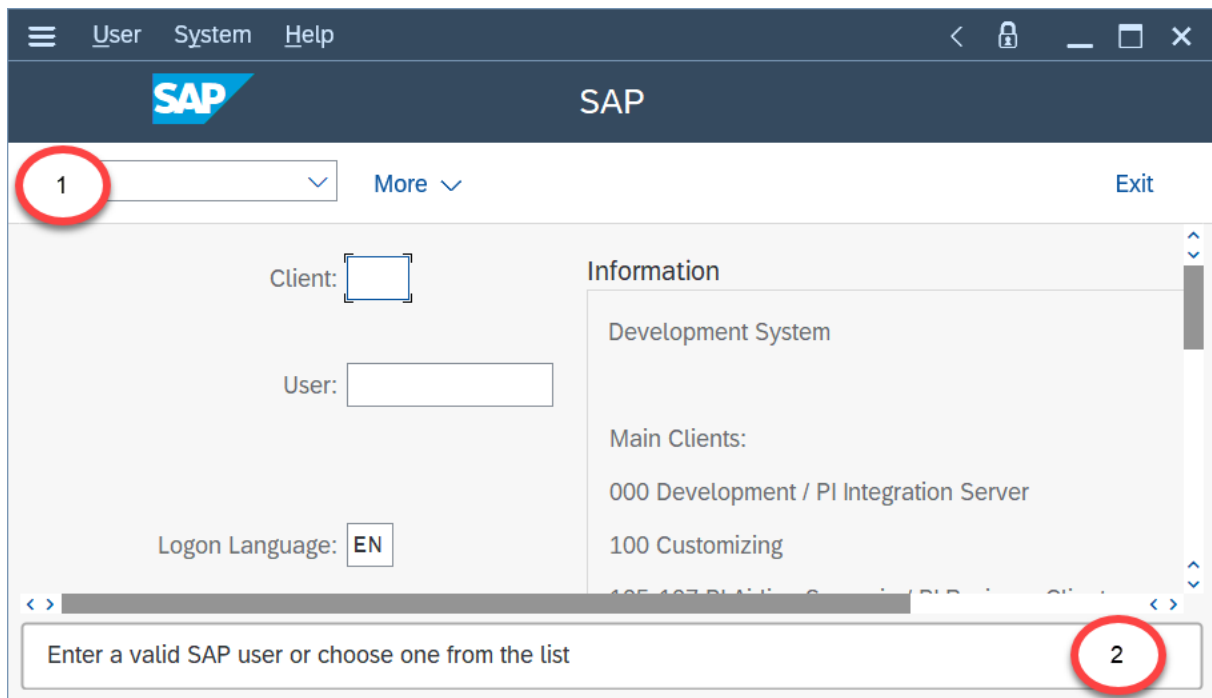 User System Help
SAP SAP
1 More Exit
Client:
Information
Development System
User:
Main Clients:
000 Development / PI Integration Server
Logon Language: EN
100 Customizing
Enter a valid SAP user or choose one from the list
2